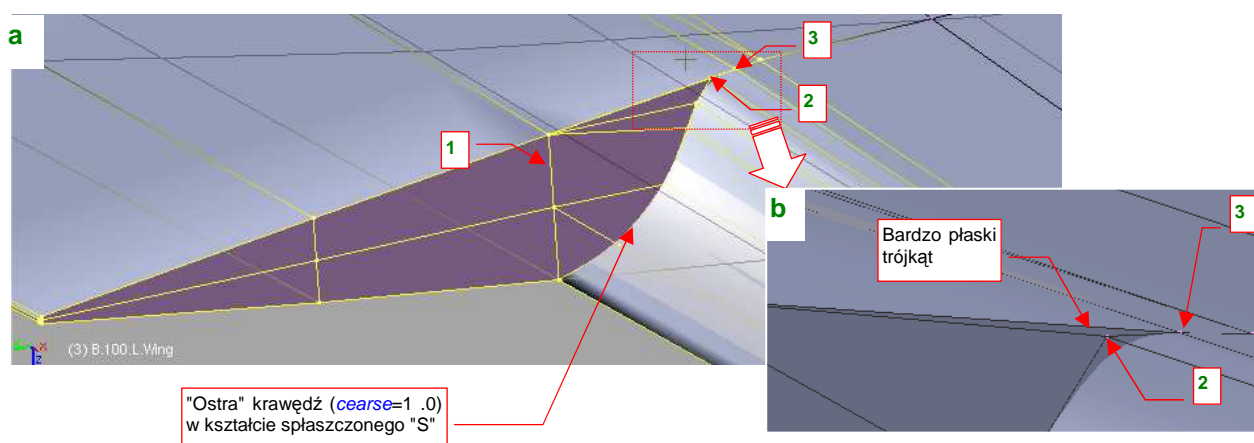 a
3
2
1
b
3
Bardzo płaski
trójkąt
2
x
z
(3) B.100.L.Wing
"Ostra" krawędź (cearse=1 .0)
w kształcie spłaszczonego "S"